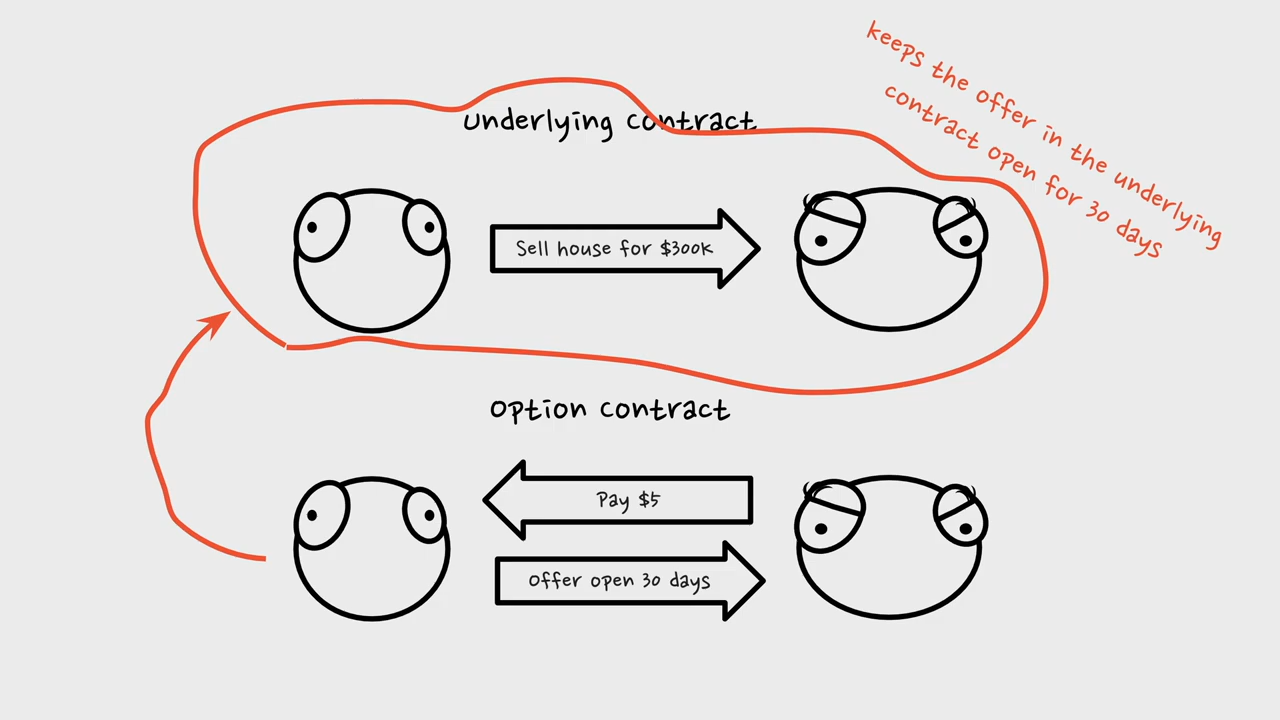 keeps the offer in the underlying
contract open for 30 days
Underlying contract
Sell house for $300K
Option contract
Pay $5
Offer open 30 days